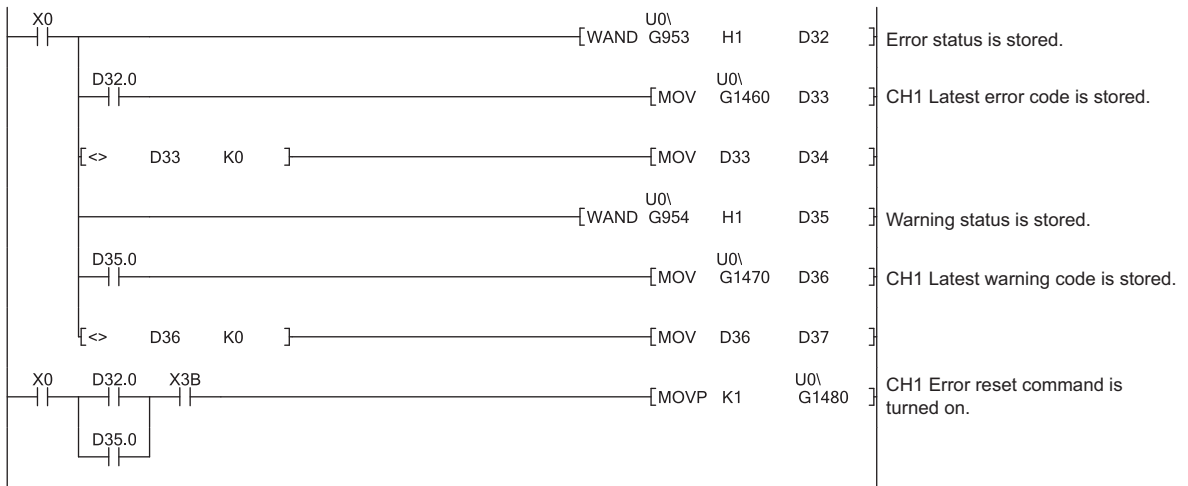 X0
U0\
[WAND G953 H1 D32 ] Error status is stored.
D32.0
U0\
[MOV G1460 D33 ] CH1 Latest error code is stored.
[<> D33 K0 ] [MOV D33 D34 ]
U0\
[WAND G954 H1 D35 ] Warning status is stored.
D35.0
U0\
[MOV G1470 D36 ] CH1 Latest warning code is stored.
[<> D36 K0 ] [MOV D36 D37 ]
X0 D32.0 X3B
U0\
[MOVP K1 G1480 ] CH1 Error reset command is
turned on.
D35.0